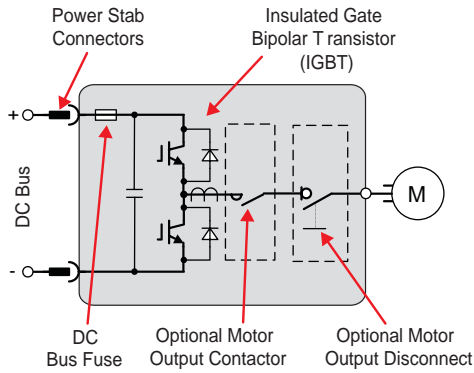 Power Stab
Connectors
Insulated Gate
Bipolar T ransistor
(IGBT)
+
DC Bus
-
M
DC
Bus Fuse
Optional Motor
Output Contactor
Optional Motor
Output Disconnect